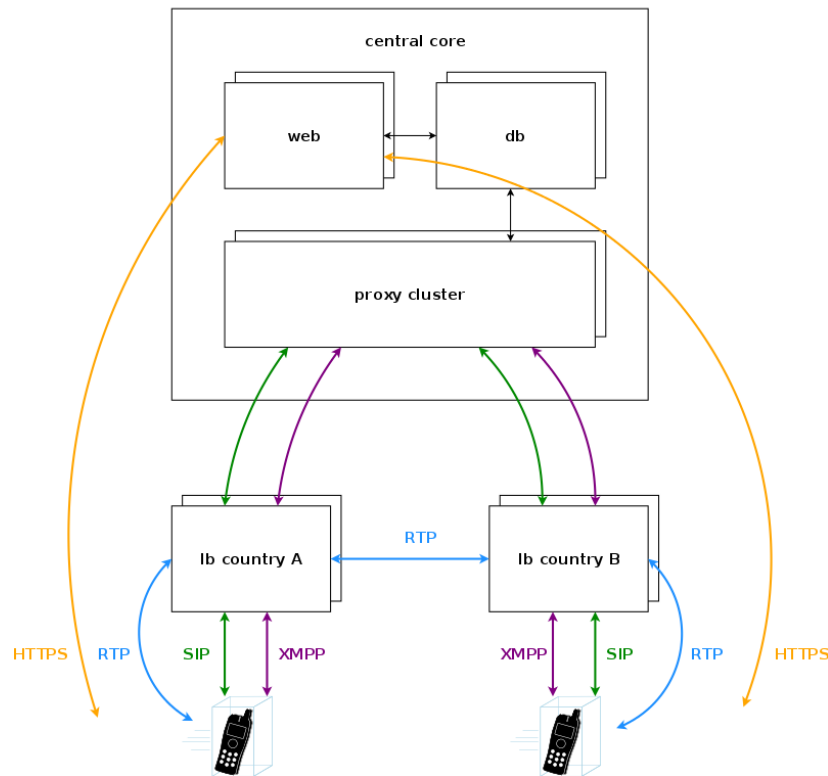 central core
web
db
proxy cluster
lb country A
RTP
lb country B
HTTPS
RTP
SIP
XMPP
XMPP
SIP
RTP
HTTPS